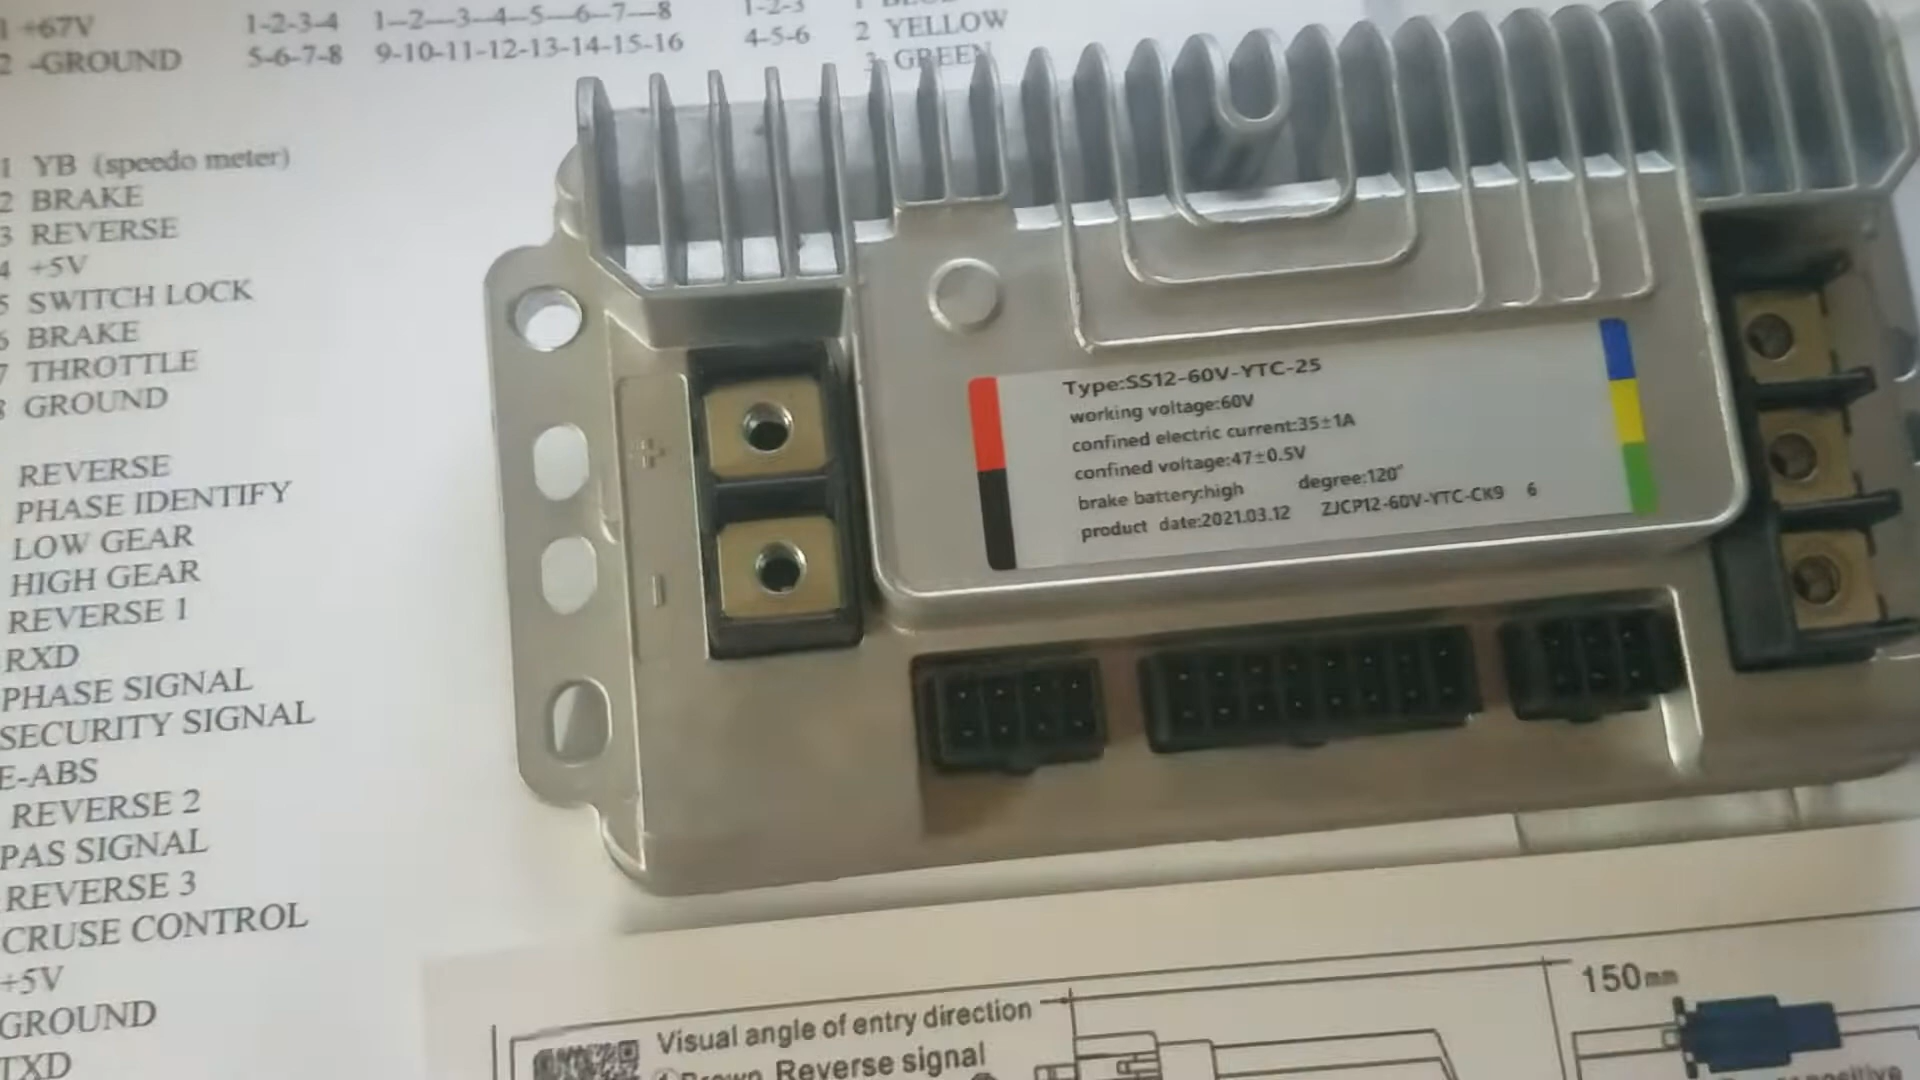 1 +67V 1-2-3-4 1--2---3--4--5---6--7---8 1-2-3
2 -GROUND 5-6-7-8 9-10-11-12-13-14-15-16 4-5-6 2 YELLOW
3 GREEN
1 YB (speedo meter)
2 BRAKE
3 REVERSE
4 +5V
5 SWITCH LOCK
6 BRAKE
7 THROTTLE
8 GROUND
REVERSE
PHASE IDENTIFY
LOW GEAR
HIGH GEAR
REVERSE 1
RXD
PHASE SIGNAL
SECURITY SIGNAL
E-ABS
REVERSE 2
PAS SIGNAL
REVERSE 3
CRUSE CONTROL
+5V
GROUND
TXD
+
-
Type:SS12-60V-YTC-25
working voltage:60V
confined electric current:35±1A
confined voltage:47±0.5V
brake battery:high degree:120°
product date:2021.03.12 ZJCP12-60V-YTC-CK9 6
150mm
Visual angle of entry direction
Brown Reverse signal
positive